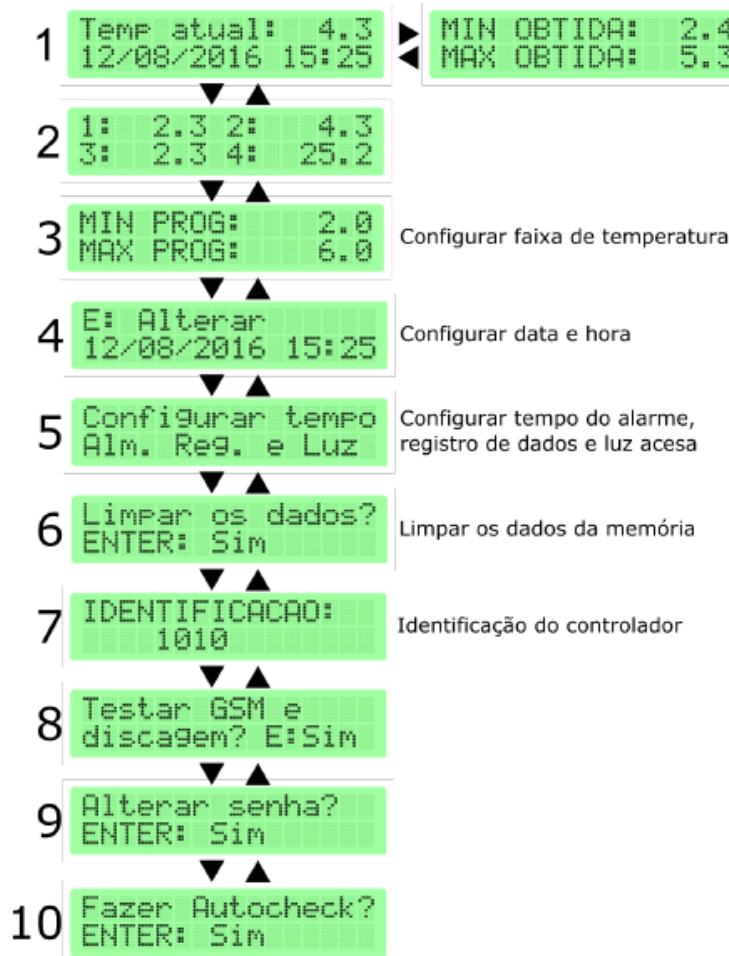 1
Temp atual: 4.3
12/08/2016 15:25
MIN OBTIDA: 2.4
MAX OBTIDA: 5.3
2
1: 2.3 2: 4.3
3: 2.3 4: 25.2
3
MIN PROG: 2.0
MAX PROG: 6.0
Configurar faixa de temperatura
4
E: Alterar
12/08/2016 15:25
Configurar data e hora
5
Configurar tempo
Alm. Reg. e Luz
Configurar tempo do alarme,
registro de dados e luz acesa
6
Limpar os dados?
ENTER: Sim
Limpar os dados da memória
7
IDENTIFICACAO:
1010
Identificação do controlador
8
Testar GSM e
discagem? E:Sim
9
Alterar senha?
ENTER: Sim
10
Fazer Autocheck?
ENTER: Sim